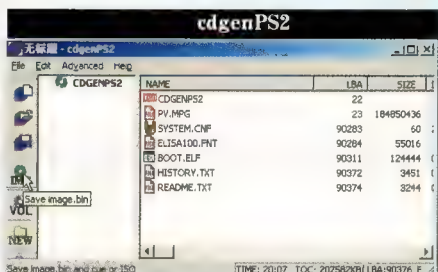 cdgenPS2
无标题 - cdgenPS2
File Edit Advanced Help
CDGENPS2
NAME LBA SIZE
CDGENPS2 22
PV.MPG 23 184850436
SYSTEM.CNF 90283 60
ELISA100.FNT 90284 55016
BOOT.ELF 90311 124444
HISTORY.TXT 90372 3451
README.TXT 90374 3244
IML
Save image.bin
VOL
NEW
Save image.bin and cue or ISO TIME: 20:07 TOC: 207582KB(LBA:90376